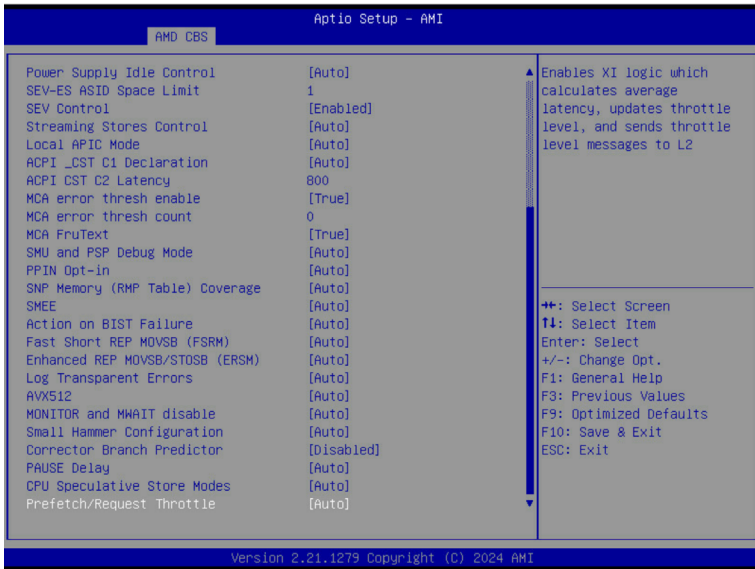 Aptio Setup – AMI
AMD CBS
Power Supply Idle Control [Auto]
SEV-ES ASID Space Limit 1
SEV Control [Enabled]
Streaming Stores Control [Auto]
Local APIC Mode [Auto]
ACPI _CST C1 Declaration [Auto]
ACPI CST C2 Latency 800
MCA error thresh enable [True]
MCA error thresh count 0
MCA FruText [True]
SMU and PSP Debug Mode [Auto]
PPIN Opt-in [Auto]
SNP Memory (RMP Table) Coverage [Auto]
SMEE [Auto]
Action on BIST Failure [Auto]
Fast Short REP MOVSB (FSRM) [Auto]
Enhanced REP MOVSB/STOSB (ERSM) [Auto]
Log Transparent Errors [Auto]
AVX512 [Auto]
MONITOR and MWAIT disable [Auto]
Small Hammer Configuration [Auto]
Corrector Branch Predictor [Disabled]
PAUSE Delay [Auto]
CPU Speculative Store Modes [Auto]
Prefetch/Request Throttle [Auto]
Enables XI logic which
calculates average
latency, updates throttle
level, and sends throttle
level messages to L2
→←: Select Screen
↑↓: Select Item
Enter: Select
+/-: Change Opt.
F1: General Help
F3: Previous Values
F9: Optimized Defaults
F10: Save & Exit
ESC: Exit
Version 2.21.1279 Copyright (C) 2024 AMI